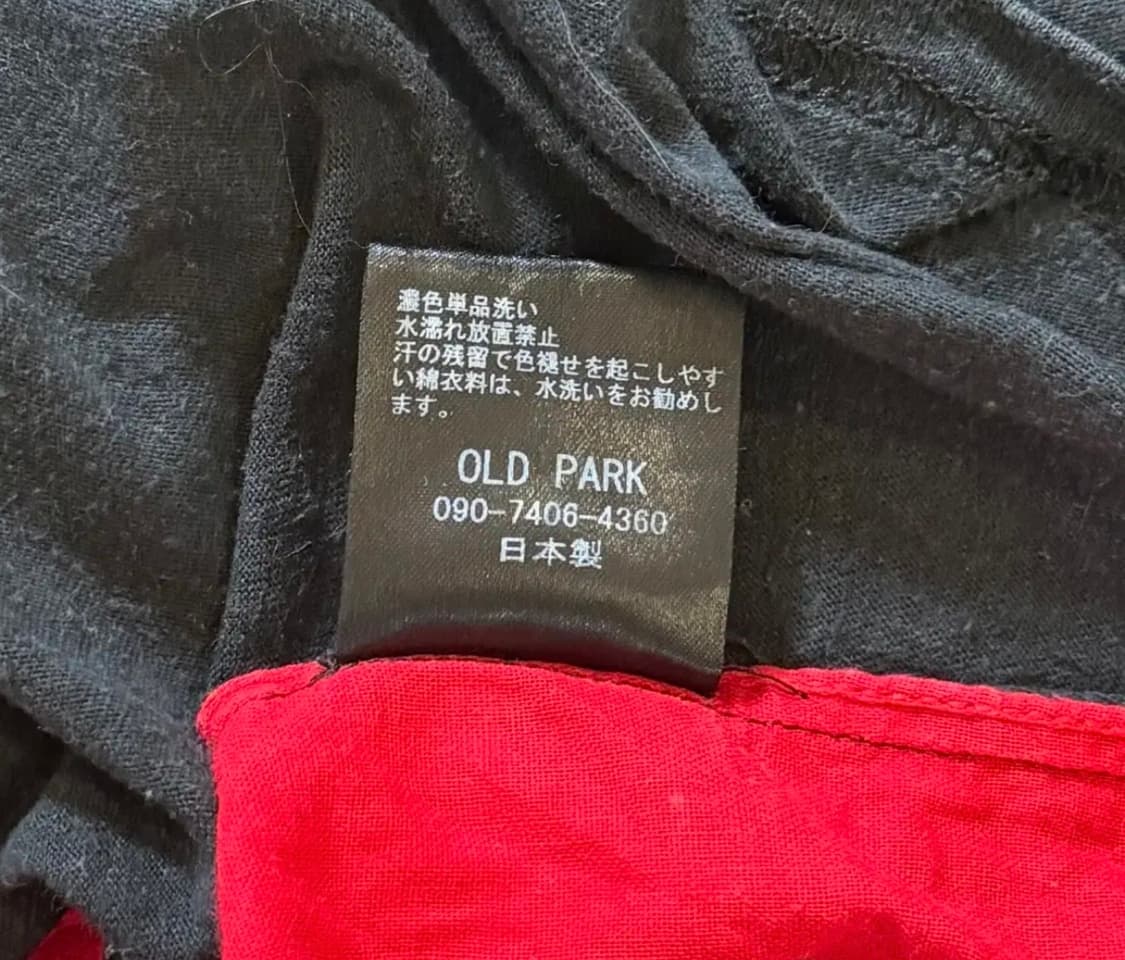 濃色単品洗い
水濡れ放置禁止
汗の残留で色褪せを起こしやす
い綿衣料は、水洗いをお勧めし
ます。
OLD PARK
090-7406-4360
日本製